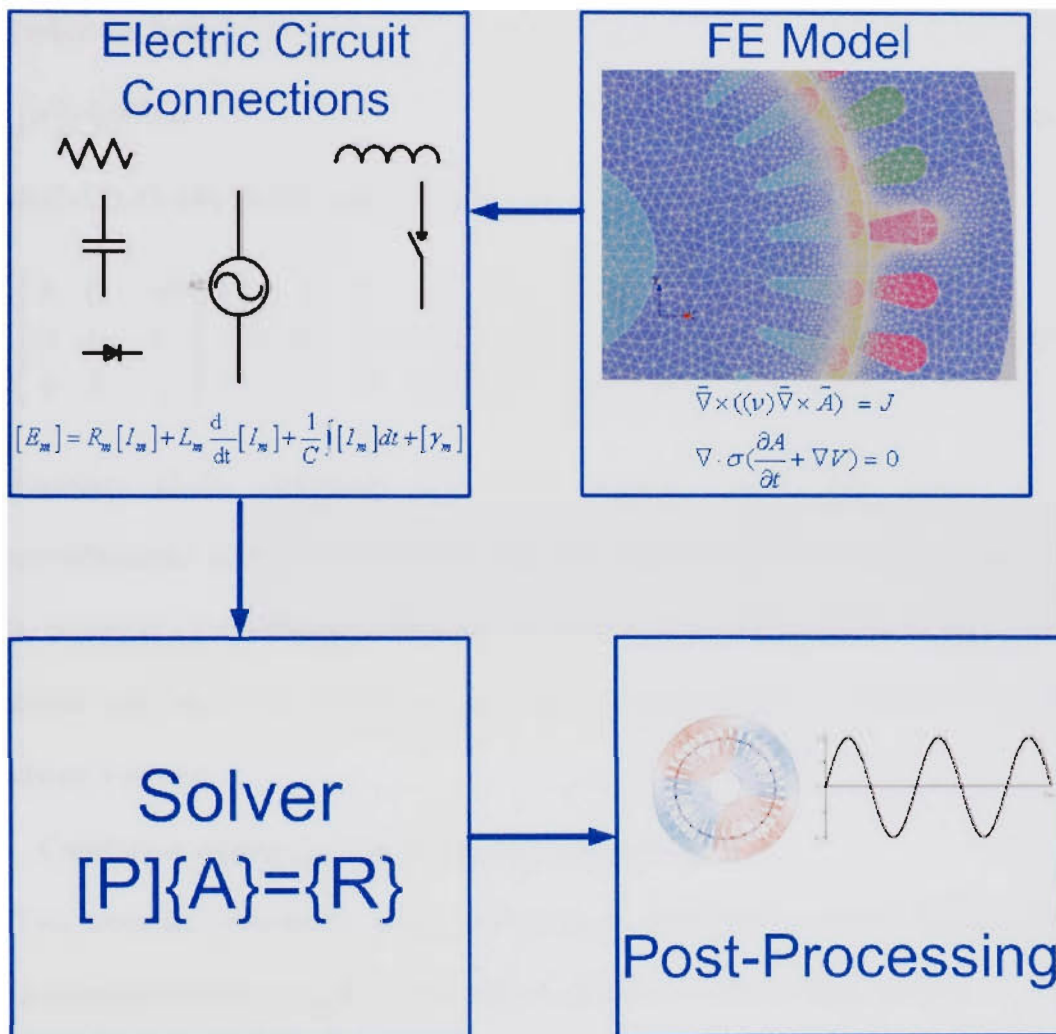 Electric Circuit
Connections
[E_m] = R_m[I_m] + L_m d/dt [I_m] + 1/C ∫[I_m]dt + [γ_m]
FE Model
∇̄×((ν)∇̄×Ā) = J
∇·σ(∂A/∂t + ∇V) = 0
Solver
[P]{A}={R}
Post-Processing